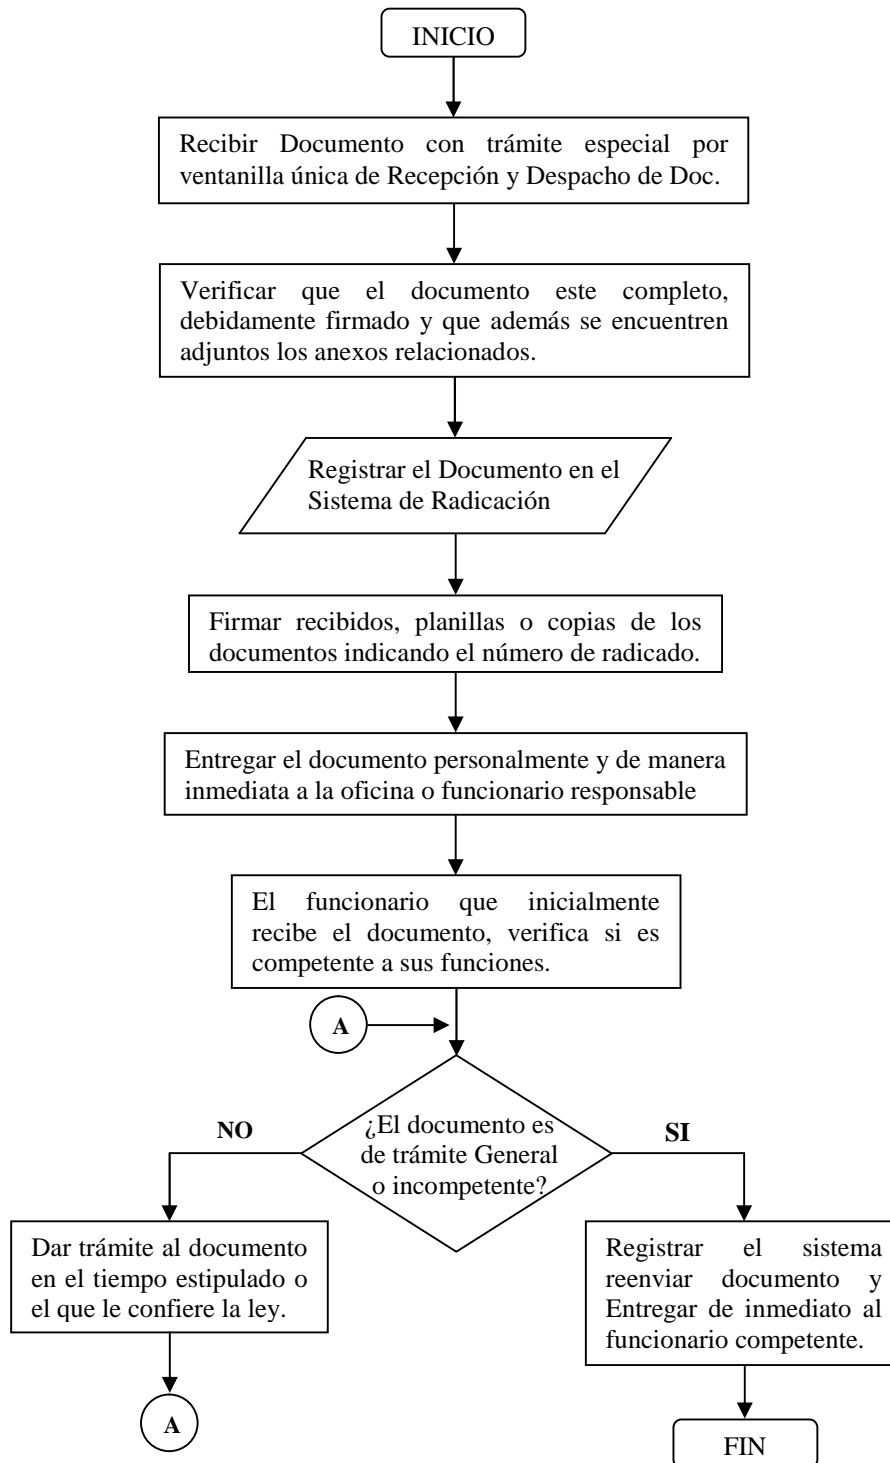 INICIO
Recibir Documento con trámite especial por
ventanilla única de Recepción y Despacho de Doc.
Verificar que el documento este completo,
debidamente firmado y que además se encuentren
adjuntos los anexos relacionados.
Registrar el Documento en el
Sistema de Radicación
Firmar recibidos, planillas o copias de los
documentos indicando el número de radicado.
Entregar el documento personalmente y de manera
inmediata a la oficina o funcionario responsable
El funcionario que inicialmente
recibe el documento, verifica si es
competente a sus funciones.
A
¿El documento es
de trámite General
o incompetente?
NO
SI
Dar trámite al documento
en el tiempo estipulado o
el que le confiere la ley.
Registrar el sistema
reenviar documento y
Entregar de inmediato al
funcionario competente.
A
FIN